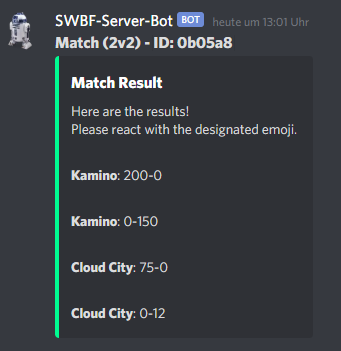 SWBF-Server-Bot BOT heute um 13:01 Uhr
Match (2v2) - ID: 0b05a8
Match Result
Here are the results!
Please react with the designated emoji.
Kamino: 200-0
Kamino: 0-150
Cloud City: 75-0
Cloud City: 0-12